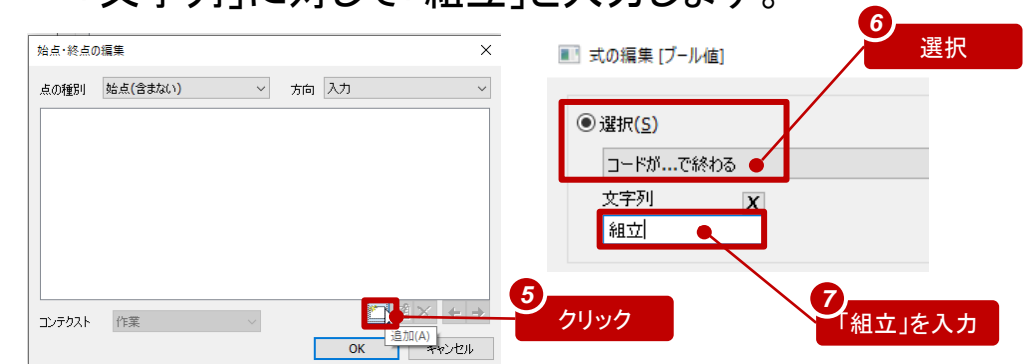 文字列」に対して「組立」と入力します。
始点・終点の編集
点の種別 始点(含まない) 方向 入力
コンテクスト 作業
追加(A)
OK キャンセル
5
クリック
式の編集 [ブール値]
6
選択
選択(S)
コードが...で終わる
文字列 X
組立
7
「組立」を入力